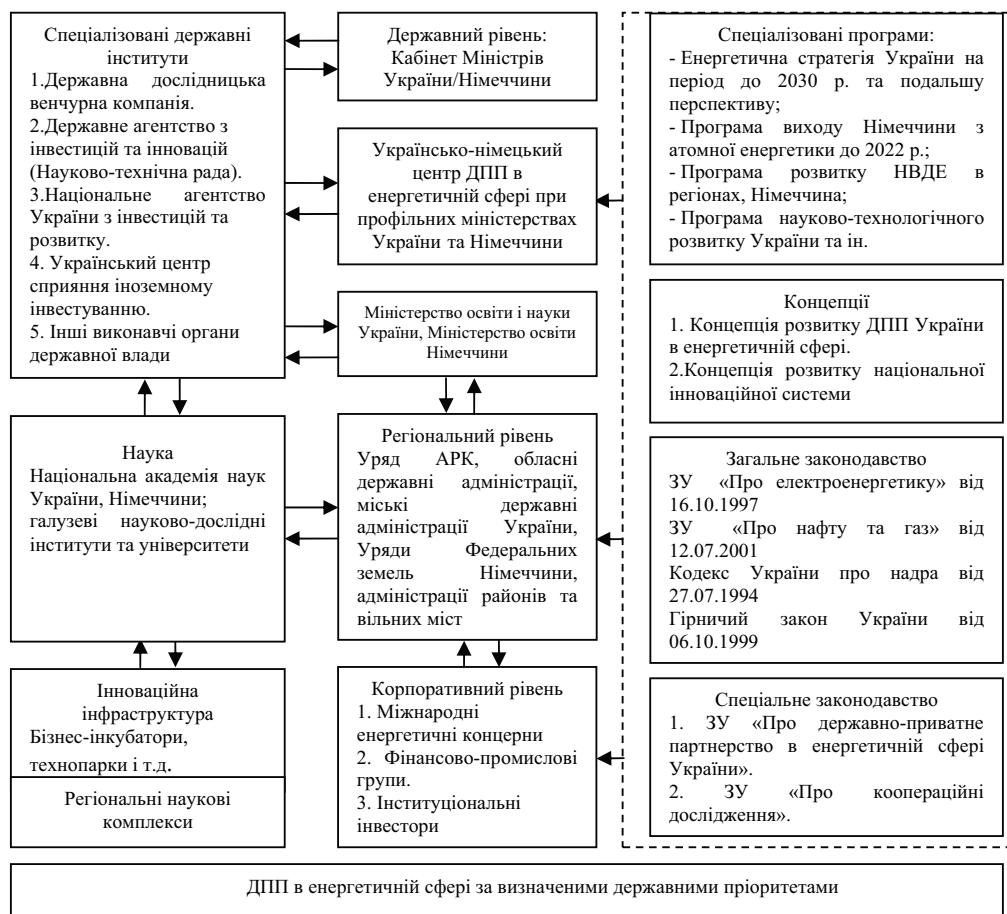 Спеціалізовані державні
інститути
1.Державна дослідницька
венчурна компанія.
2.Державне агентство з
інвестицій та інновацій
(Науково-технічна рада).
3.Національне агентство
України з інвестицій та
розвитку.
4. Український центр
сприяння іноземному
інвестуванню.
5. Інші виконавчі органи
державної влади
Державний рівень:
Кабінет Міністрів
України/Німеччини
Українсько-німецький
центр ДПП в
енергетичній сфері при
профільних міністерствах
України та Німеччини
Міністерство освіти і науки
України, Міністерство освіти
Німеччини
Наука
Національна академія наук
України, Німеччини;
галузеві науково-дослідні
інститути та університети
Регіональний рівень
Уряд АРК, обласні
державні адміністрації,
міські державні
адміністрації України,
Уряди Федеральних
земель Німеччини,
адміністрації районів та
вільних міст
Інноваційна
інфраструктура
Бізнес-інкубатори,
технопарки і т.д.
Регіональні наукові
комплекси
Корпоративний рівень
1. Міжнародні
енергетичні концерни
2. Фінансово-промислові
групи.
3. Інституціональні
інвестори
Спеціалізовані програми:
- Енергетична стратегія України на
період до 2030 р. та подальшу
перспективу;
- Програма виходу Німеччини з
атомної енергетики до 2022 р.;
- Програма розвитку НВДЕ в
регіонах, Німеччина;
- Програма науково-технологічного
розвитку України та ін.
Концепції
1. Концепція розвитку ДПП України
в енергетичній сфері.
2.Концепція розвитку національної
інноваційної системи
Загальне законодавство
ЗУ «Про електроенергетику» від
16.10.1997
ЗУ «Про нафту та газ» від
12.07.2001
Кодекс України про надра від
27.07.1994
Гірничий закон України від
06.10.1999
Спеціальне законодавство
1. ЗУ «Про державно-приватне
партнерство в енергетичній сфері
України».
2. ЗУ «Про коопераційні
дослідження».
ДПП в енергетичній сфері за визначеними державними пріоритетами